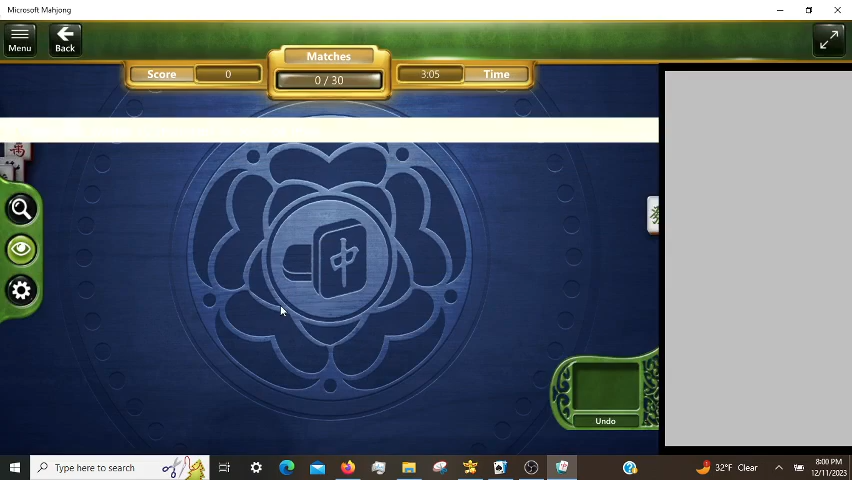 Microsoft Mahjong
Menu
Back
Matches
Score
0
0 / 30
3:05
Time
萬
中
Undo
Type here to search
32°F Clear
8:00 PM
12/11/2023